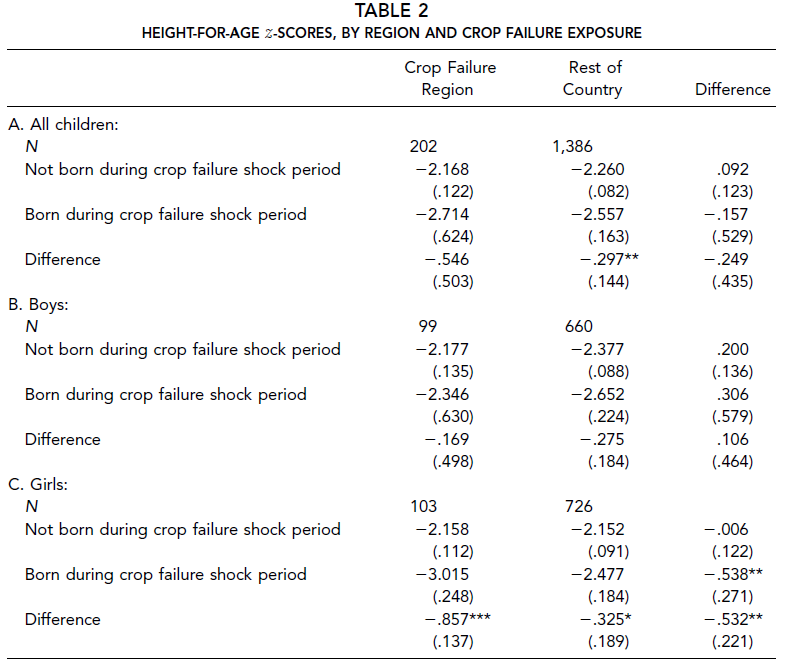 TABLE 2
HEIGHT-FOR-AGE z-SCORES, BY REGION AND CROP FAILURE EXPOSURE
Crop Failure Region Rest of Country Difference
A. All children:
N 202 1,386
Not born during crop failure shock period −2.168 −2.260 .092
(.122) (.082) (.123)
Born during crop failure shock period −2.714 −2.557 −.157
(.624) (.163) (.529)
Difference −.546 −.297** −.249
(.503) (.144) (.435)
B. Boys:
N 99 660
Not born during crop failure shock period −2.177 −2.377 .200
(.135) (.088) (.136)
Born during crop failure shock period −2.346 −2.652 .306
(.630) (.224) (.579)
Difference −.169 −.275 .106
(.498) (.184) (.464)
C. Girls:
N 103 726
Not born during crop failure shock period −2.158 −2.152 −.006
(.112) (.091) (.122)
Born during crop failure shock period −3.015 −2.477 −.538**
(.248) (.184) (.271)
Difference −.857*** −.325* −.532**
(.137) (.189) (.221)